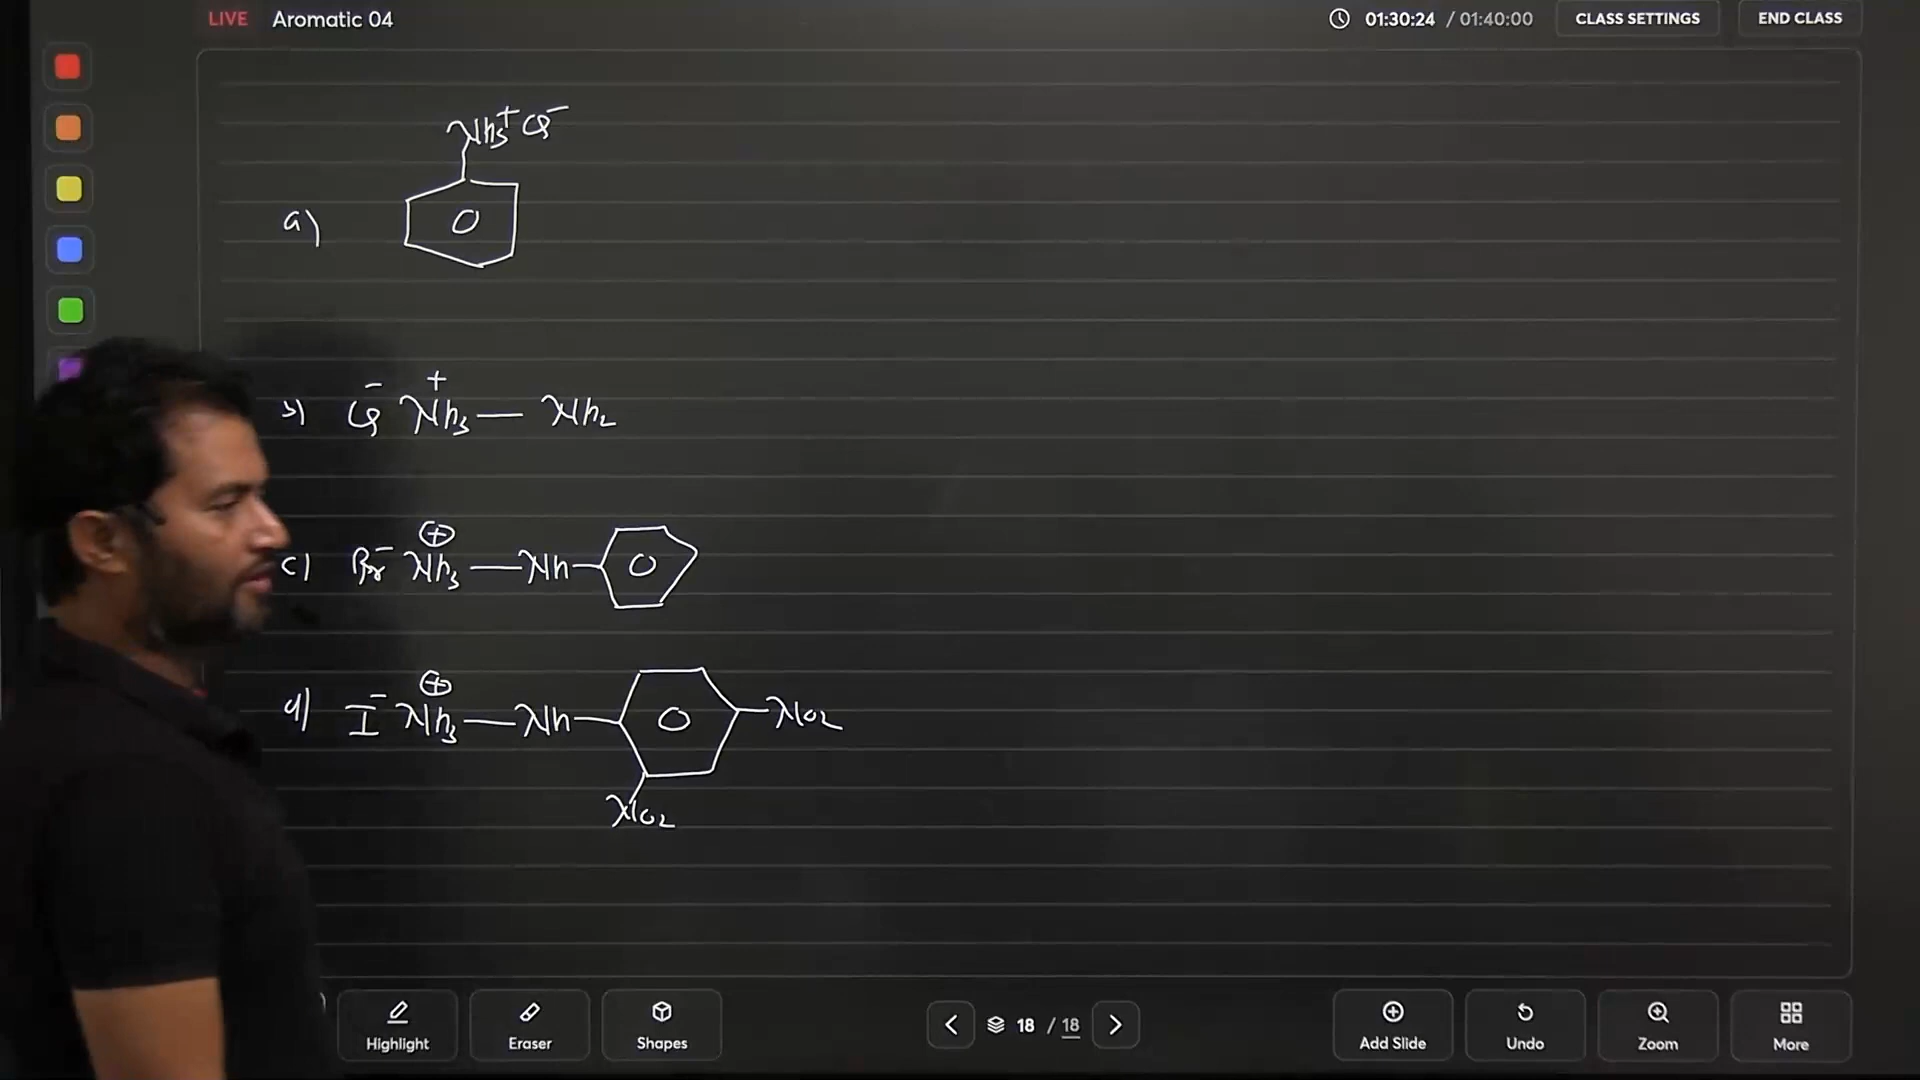 LIVE Aromatic 04 01:30:24 / 01:40:00 CLASS SETTINGS END CLASS
Nh3+ Cl-
a)
b) Cl- Nh3+ — Nh2
c) Br- Nh3⊕ — Nh —
d) I- Nh3⊕ — Nh — — NO2
NO2
Highlight Eraser Shapes 18 / 18 Add Slide Undo Zoom More